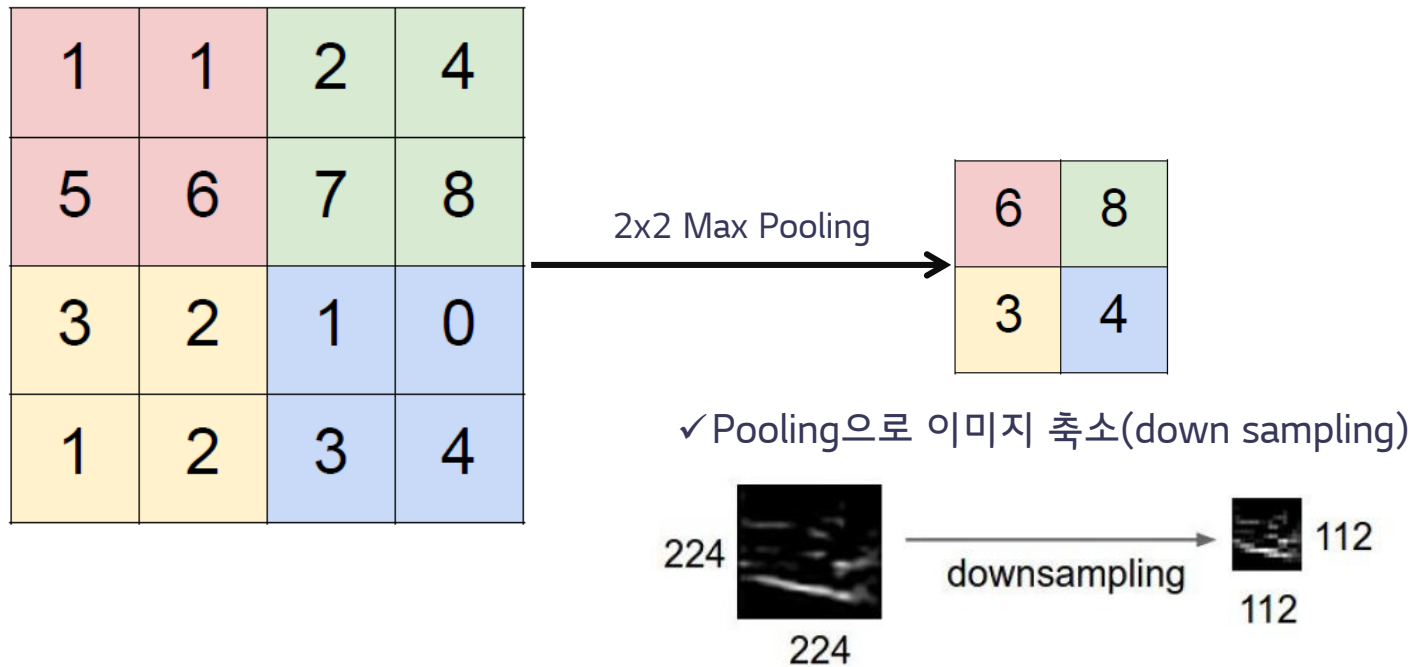 1 1 2 4
5 6 7 8
3 2 1 0
1 2 3 4
2x2 Max Pooling
6 8
3 4
✓Pooling으로 이미지 축소(down sampling)
224
224
downsampling
112
112